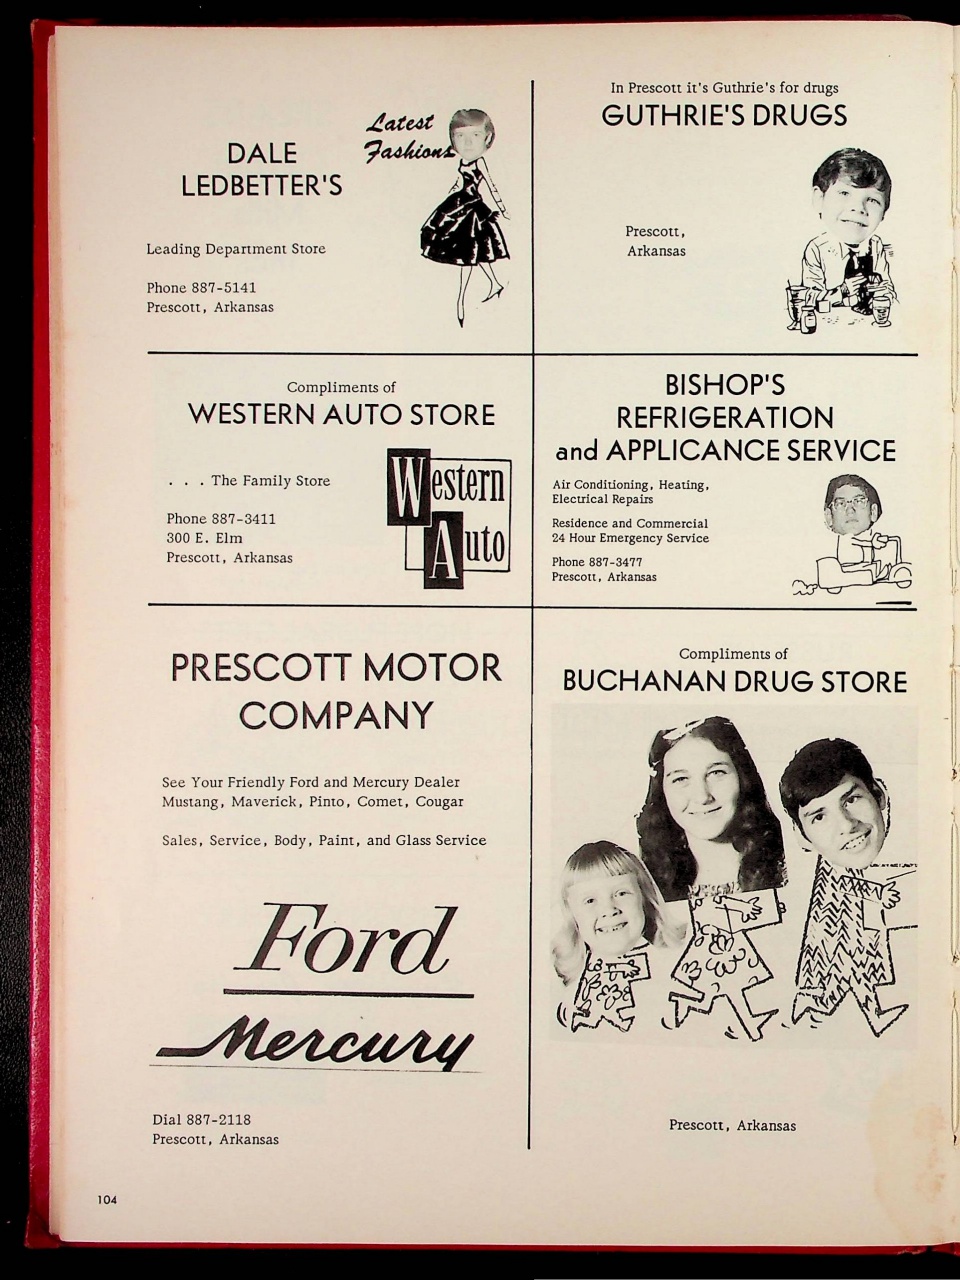 Latest
Fashions
DALE
LEDBETTER'S
Leading Department Store
Phone 887-5141
Prescott, Arkansas
In Prescott it's Guthrie's for drugs
GUTHRIE'S DRUGS
Prescott,
Arkansas
Compliments of
WESTERN AUTO STORE
. . . The Family Store
Phone 887-3411
300 E. Elm
Prescott, Arkansas
Western
Auto
BISHOP'S
REFRIGERATION
and APPLICANCE SERVICE
Air Conditioning, Heating,
Electrical Repairs
Residence and Commercial
24 Hour Emergency Service
Phone 887-3477
Prescott, Arkansas
PRESCOTT MOTOR
COMPANY
See Your Friendly Ford and Mercury Dealer
Mustang, Maverick, Pinto, Comet, Cougar
Sales, Service, Body, Paint, and Glass Service
Ford
Mercury
Dial 887-2118
Prescott, Arkansas
Compliments of
BUCHANAN DRUG STORE
Prescott, Arkansas
104